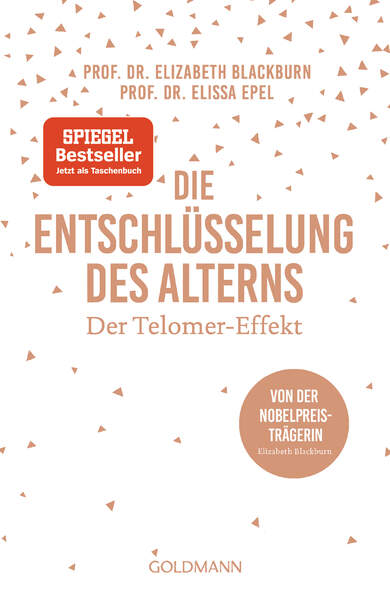 PROF. DR. ELIZABETH BLACKBURN
PROF. DR. ELISSA EPEL
SPIEGEL
Bestseller
Jetzt als Taschenbuch
DIE
ENTSCHLÜSSELUNG
DES ALTERNS
Der Telomer-Effekt
VON DER
NOBELPREIS-
TRÄGERIN
Elizabeth Blackburn
GOLDMANN